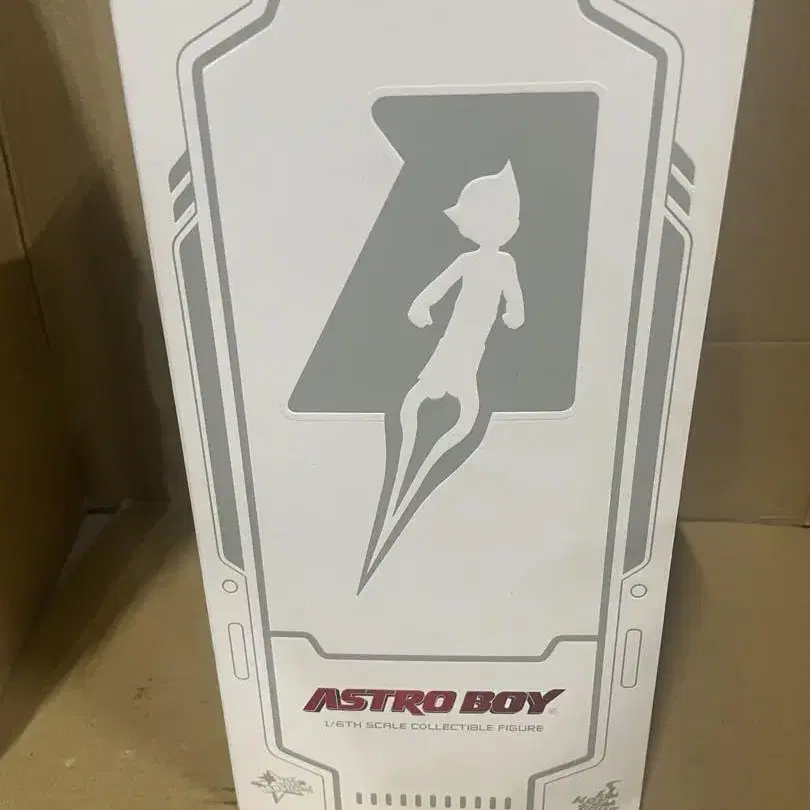 ASTRO BOY®
1/6TH SCALE COLLECTIBLE FIGURE